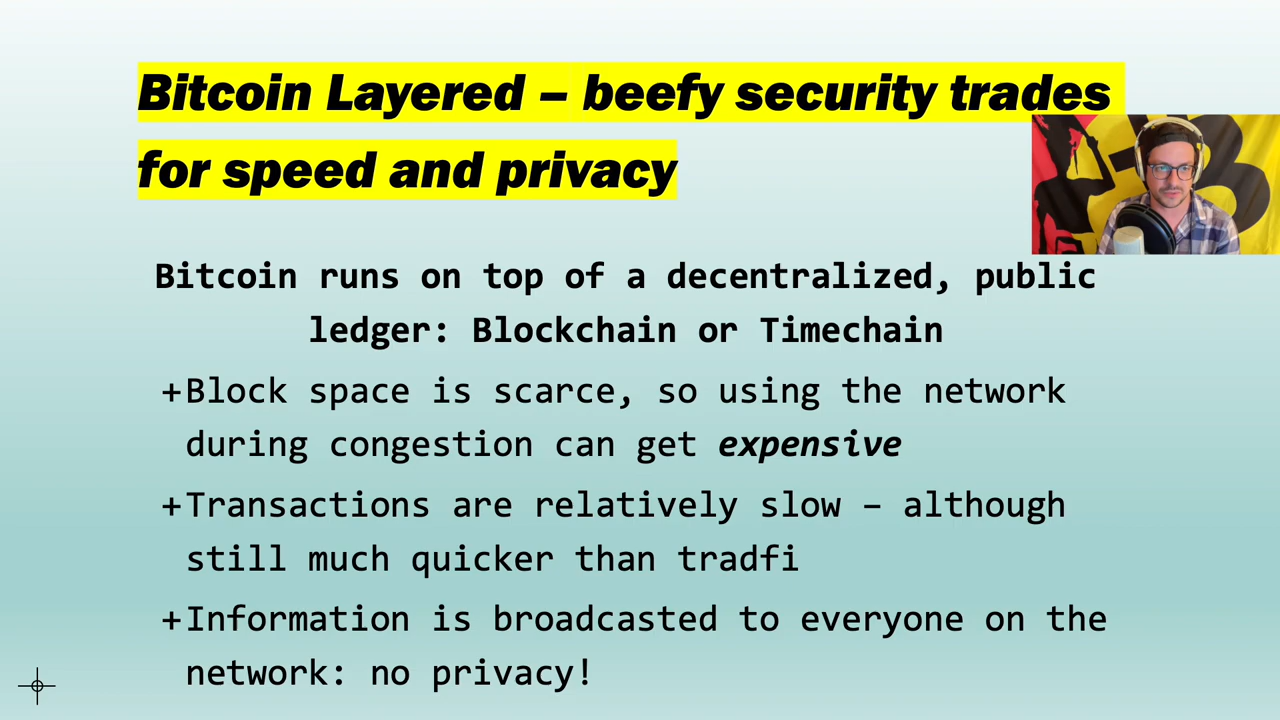 Bitcoin Layered – beefy security trades
for speed and privacy
Bitcoin runs on top of a decentralized, public
ledger: Blockchain or Timechain
+Block space is scarce, so using the network
during congestion can get expensive
+Transactions are relatively slow – although
still much quicker than tradfi
+Information is broadcasted to everyone on the
network: no privacy!